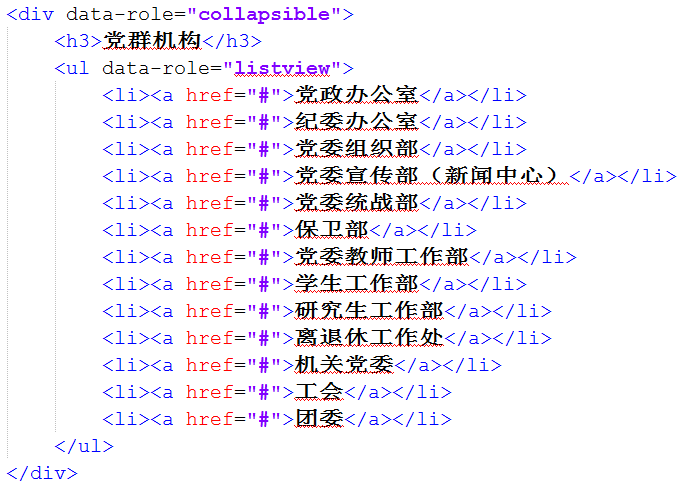 <div data-role="collapsible">
    <h3>党群机构</h3>
    <ul data-role="listview">
        <li><a href="#">党政办公室</a></li>
        <li><a href="#">纪委办公室</a></li>
        <li><a href="#">党委组织部</a></li>
        <li><a href="#">党委宣传部（新闻中心）</a></li>
        <li><a href="#">党委统战部</a></li>
        <li><a href="#">保卫部</a></li>
        <li><a href="#">党委教师工作部</a></li>
        <li><a href="#">学生工作部</a></li>
        <li><a href="#">研究生工作部</a></li>
        <li><a href="#">离退休工作处</a></li>
        <li><a href="#">机关党委</a></li>
        <li><a href="#">工会</a></li>
        <li><a href="#">团委</a></li>
    </ul>
</div>